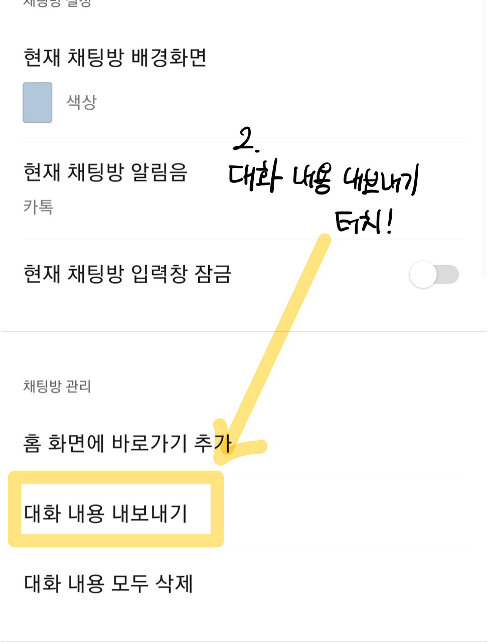 채팅방 설정
현재 채팅방 배경화면
색상
2.
대화 내용 내보내기
터치!
현재 채팅방 알림음
카톡
현재 채팅방 입력창 잠금
채팅방 관리
홈 화면에 바로가기 추가
대화 내용 내보내기
대화 내용 모두 삭제